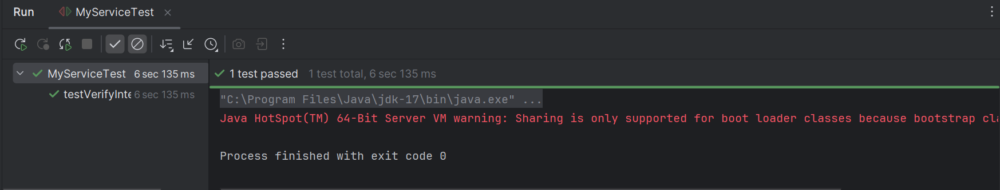 Run MyServiceTest
MyServiceTest 6 sec 135 ms
1 test passed 1 test total, 6 sec 135 ms
testVerifyInte 6 sec 135 ms
"C:\Program Files\Java\jdk-17\bin\java.exe" ...
Java HotSpot(TM) 64-Bit Server VM warning: Sharing is only supported for boot loader classes because bootstrap cla
Process finished with exit code 0